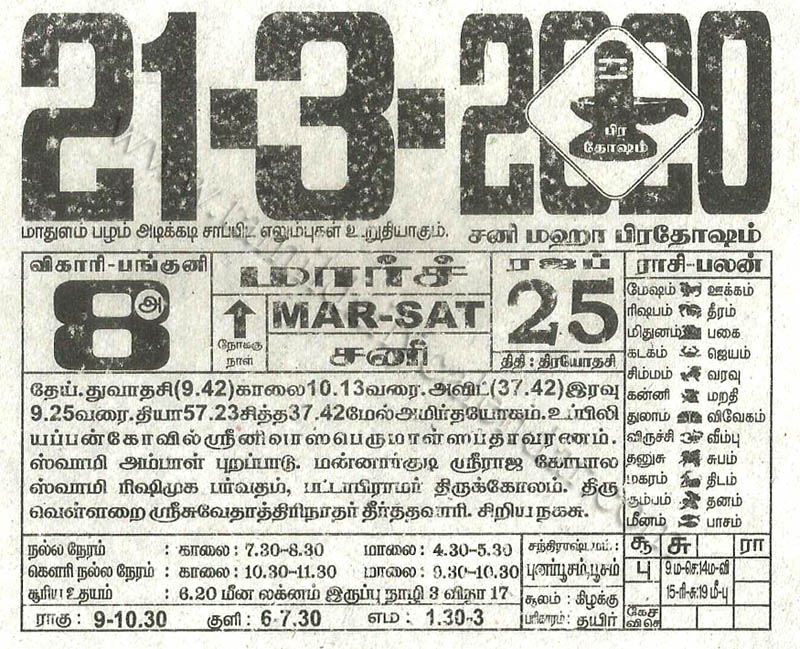 21-3-2020
பிர
தோஷம்
மாதுளம் பழம் அடிக்கடி சாப்பிட எலும்புகள் உறுதியாகும்.
சனி மஹா பிரதோஷம்
விகாரி-பங்குனி
8 அ
மார்ச்
நோக்கு
நாள்
MAR-SAT
சனி
ரஜப்
25
திதி : திரயோதசி
ராசி-பலன்
மேஷம் ஊக்கம்
ரிஷபம் தீரம்
மிதுனம் பகை
கடகம் ஜெயம்
சிம்மம் வரவு
கன்னி மறதி
துலாம் விவேகம்
விருச்சி வீம்பு
தனுசு சுபம்
மகரம் திடம்
கும்பம் தனம்
மீனம் பாசம்
தேய்.துவாதசி(9.42)காலை10.13வரை.அவிட்(37.42)இரவு
9.25வரை.தியா57.23சித்த37.42மேல்அமிர்தயோகம்.உப்பிலி
யப்பன்கோவில்ஸ்ரீனிவாஸபெருமாள்ஸப்தாவரணம்.
ஸ்வாமி அம்பாள் புறப்பாடு. மன்னார்குடி ஸ்ரீராஜ கோபால
ஸ்வாமி ரிஷிமுக பர்வதம், பட்டாபிராமர் திருக்கோலம். திரு
வெள்ளறை ஸ்ரீசுவேதாத்திரிநாதர் தீர்த்தவாரி. சிறிய நகசு.
நல்ல நேரம் : காலை : 7.30-8.30 மாலை : 4.30-5.30
கௌரி நல்ல நேரம் : காலை : 10.30-11.30 மாலை : 9.30-10.30
சூரிய உதயம் : 6.20 மீன லக்னம் இருப்பு நாழி 3 விநா 17
ராகு : 9-10.30 குளி : 6-7.30 எம : 1.30-3
சந்திராஷ்டமம் :
புனர்பூசம்,பூசம்
சூலம் : கிழக்கு
பரிகாரம் : தயிர்
சூ சு ரா
பு 9ம-செ:14ம-வி
15-ரி-சு:19 மீ-பு
கேச
விசெ